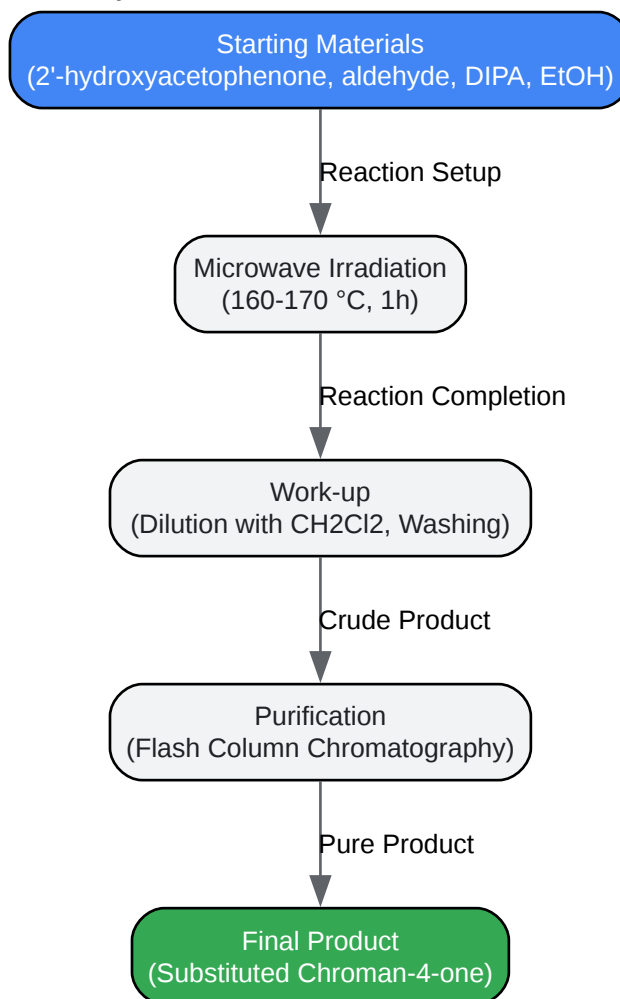 Starting Materials
(2'-hydroxyacetophenone, aldehyde, DIPA, EtOH)
Reaction Setup
Microwave Irradiation
(160-170 °C, 1h)
Reaction Completion
Work-up
(Dilution with CH2Cl2, Washing)
Crude Product
Purification
(Flash Column Chromatography)
Pure Product
Final Product
(Substituted Chroman-4-one)